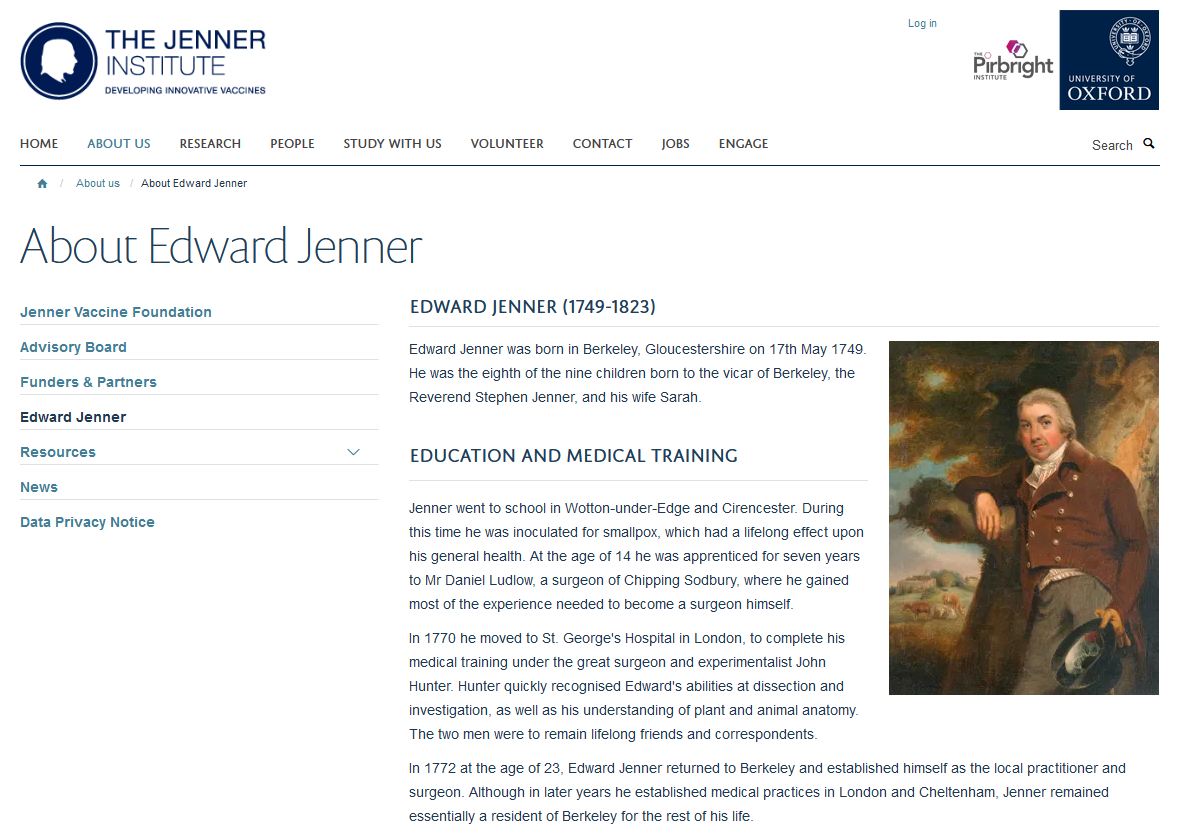 THE JENNER
INSTITUTE
DEVELOPING INNOVATIVE VACCINES
Log in
THE
Pirbright
INSTITUTE
UNIVERSITY·OF·OXFORD
UNIVERSITY OF
OXFORD
HOME ABOUT US RESEARCH PEOPLE STUDY WITH US VOLUNTEER CONTACT JOBS ENGAGE
Search
/ About us / About Edward Jenner
About Edward Jenner
Jenner Vaccine Foundation
Advisory Board
Funders & Partners
Edward Jenner
Resources
News
Data Privacy Notice
EDWARD JENNER (1749-1823)
Edward Jenner was born in Berkeley, Gloucestershire on 17th May 1749.
He was the eighth of the nine children born to the vicar of Berkeley, the
Reverend Stephen Jenner, and his wife Sarah.
EDUCATION AND MEDICAL TRAINING
Jenner went to school in Wotton-under-Edge and Cirencester. During
this time he was inoculated for smallpox, which had a lifelong effect upon
his general health. At the age of 14 he was apprenticed for seven years
to Mr Daniel Ludlow, a surgeon of Chipping Sodbury, where he gained
most of the experience needed to become a surgeon himself.
In 1770 he moved to St. George's Hospital in London, to complete his
medical training under the great surgeon and experimentalist John
Hunter. Hunter quickly recognised Edward's abilities at dissection and
investigation, as well as his understanding of plant and animal anatomy.
The two men were to remain lifelong friends and correspondents.
In 1772 at the age of 23, Edward Jenner returned to Berkeley and established himself as the local practitioner and
surgeon. Although in later years he established medical practices in London and Cheltenham, Jenner remained
essentially a resident of Berkeley for the rest of his life.